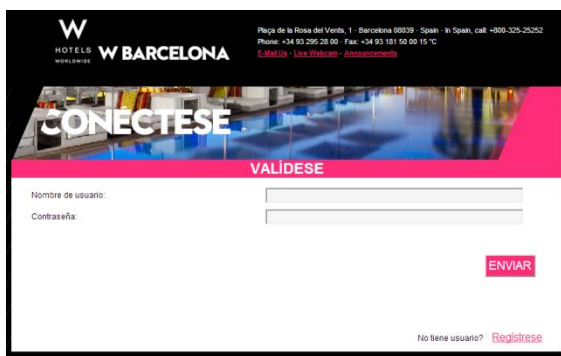 W
HOTELS
WORLDWIDE
W BARCELONA
Plaça de la Rosa del Vents, 1 - Barcelona 08039 - Spain - In Spain, call: +800-325-25252
Phone: +34 93 295 28 00 - Fax: +34 93 181 50 00 15 °C
E-Mail Us - Live Webcam - Announcements
CONÉCTESE
VALÍDESE
Nombre de usuario:
Contraseña:
ENVIAR
No tiene usuario? Regístrese